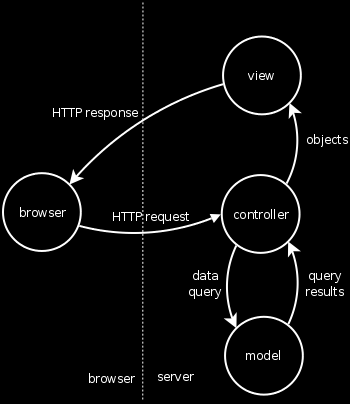 view
HTTP response
objects
browser
HTTP request
controller
data
query
query
results
model
browser
server